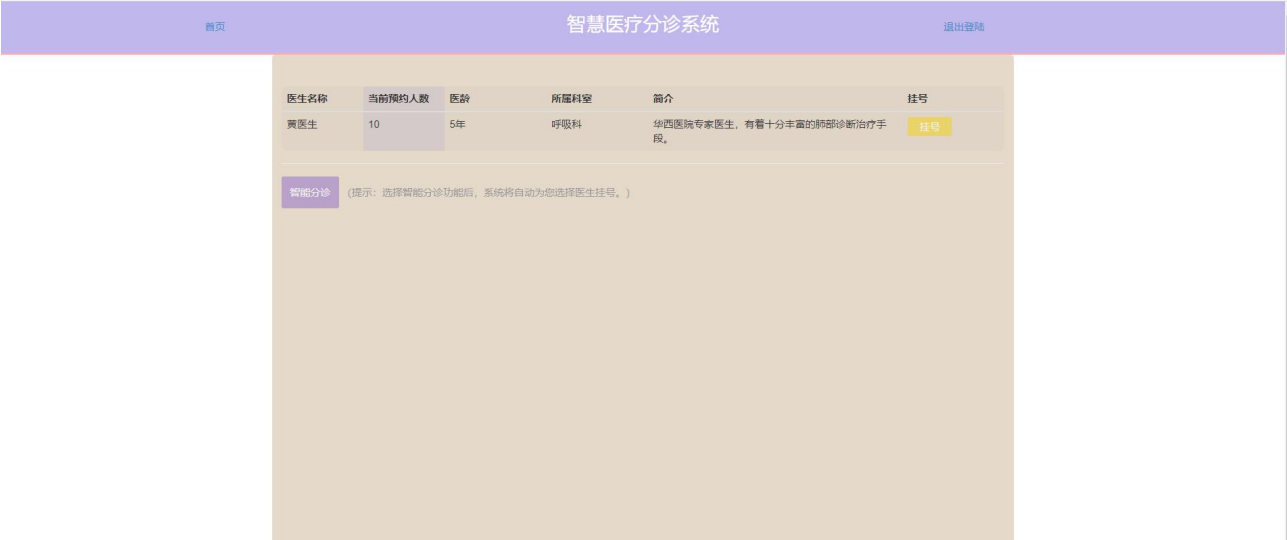 首页 智慧医疗分诊系统 退出登陆
医生名称 当前预约人数 医龄 所属科室 简介 挂号
黄医生 10 5年 呼吸科 华西医院专家医生，有着十分丰富的肺部诊断治疗手 挂号
段。
智能分诊 (提示：选择智能分诊功能后，系统将自动为您选择医生挂号。)